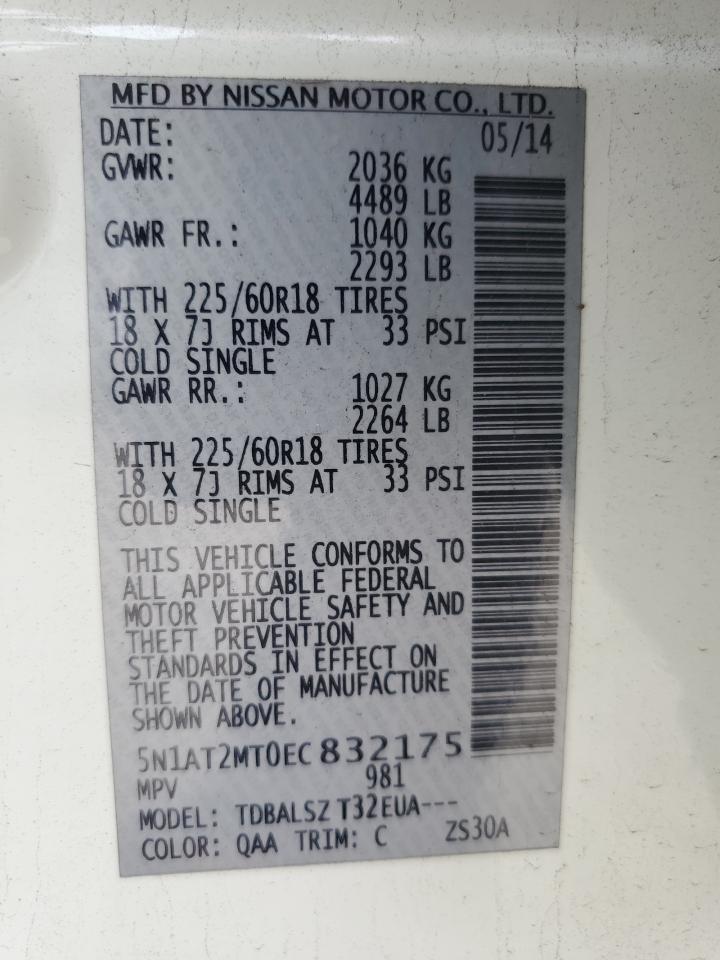 MFD BY NISSAN MOTOR CO., LTD.
DATE: 05/14
GVWR: 2036 KG
4489 LB
GAWR FR.: 1040 KG
2293 LB
WITH 225/60R18 TIRES
18 X 7J RIMS AT 33 PSI
COLD SINGLE
GAWR RR.: 1027 KG
2264 LB
WITH 225/60R18 TIRES
18 X 7J RIMS AT 33 PSI
COLD SINGLE
THIS VEHICLE CONFORMS TO
ALL APPLICABLE FEDERAL
MOTOR VEHICLE SAFETY AND
THEFT PREVENTION
STANDARDS IN EFFECT ON
THE DATE OF MANUFACTURE
SHOWN ABOVE.
5N1AT2MT0EC832175
MPV 981
MODEL: TDBALSZ T32EUA---
COLOR: QAA TRIM: C ZS30A